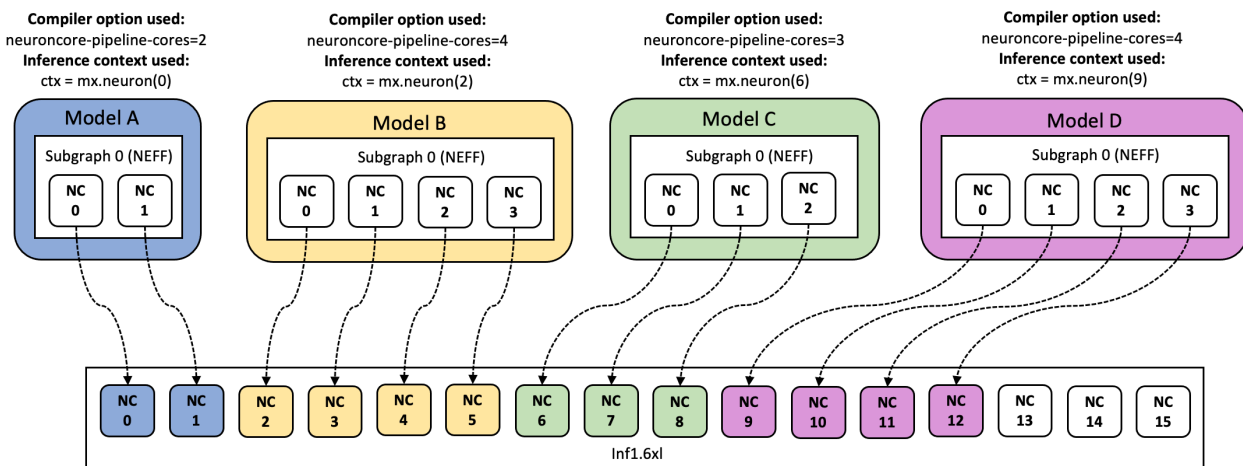 Compiler option used:
neuroncore-pipeline-cores=2
Inference context used:
ctx = mx.neuron(0)
Model A
Subgraph 0 (NEFF)
NC
0
NC
1
Compiler option used:
neuroncore-pipeline-cores=4
Inference context used:
ctx = mx.neuron(2)
Model B
Subgraph 0 (NEFF)
NC
0
NC
1
NC
2
NC
3
Compiler option used:
neuroncore-pipeline-cores=3
Inference context used:
ctx = mx.neuron(6)
Model C
Subgraph 0 (NEFF)
NC
0
NC
1
NC
2
Compiler option used:
neuroncore-pipeline-cores=4
Inference context used:
ctx = mx.neuron(9)
Model D
Subgraph 0 (NEFF)
NC
0
NC
1
NC
2
NC
3
NC
0
NC
1
NC
2
NC
3
NC
4
NC
5
NC
6
NC
7
NC
8
NC
9
NC
10
NC
11
NC
12
NC
13
NC
14
NC
15
Inf1.6xl